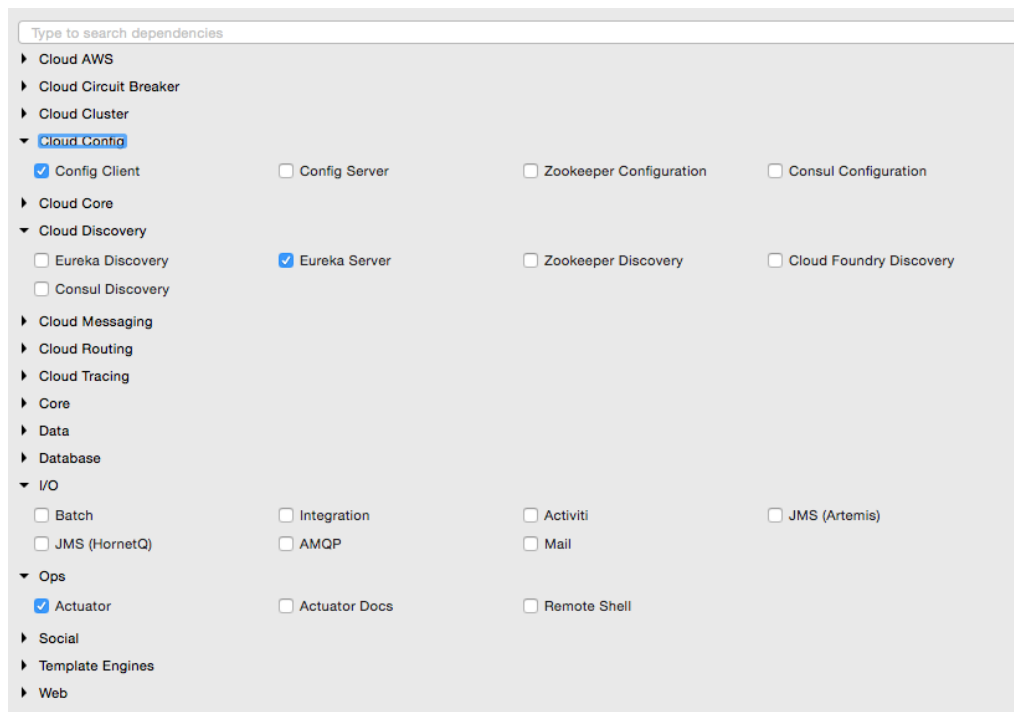 Type to search dependencies
Cloud AWS
Cloud Circuit Breaker
Cloud Cluster
Cloud Config
Config Client Config Server Zookeeper Configuration Consul Configuration
Cloud Core
Cloud Discovery
Eureka Discovery Eureka Server Zookeeper Discovery Cloud Foundry Discovery
Consul Discovery
Cloud Messaging
Cloud Routing
Cloud Tracing
Core
Data
Database
I/O
Batch Integration Activiti JMS (Artemis)
JMS (HornetQ) AMQP Mail
Ops
Actuator Actuator Docs Remote Shell
Social
Template Engines
Web